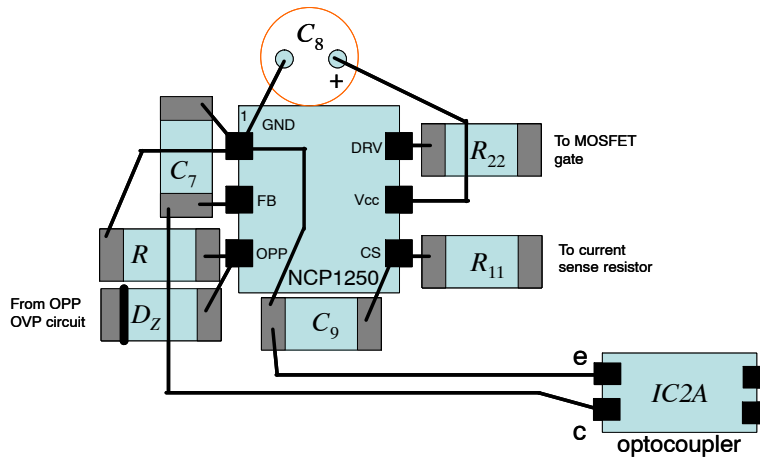 C8
+
1
GND
DRV
R22
To MOSFET
gate
C7
FB
Vcc
R
OPP
CS
R11
To current
sense resistor
NCP1250
From OPP
OVP circuit
DZ
C9
e
IC2A
c
optocoupler